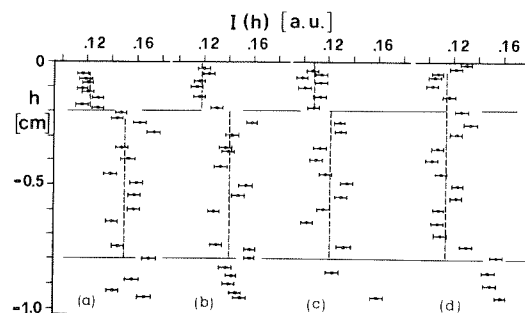 I (h) [a.u.]
.12 .16 .12 .16 .12 .16 .12 .16
0
h
[cm]
-0.5
-1.0
(a) (b) (c) (d)